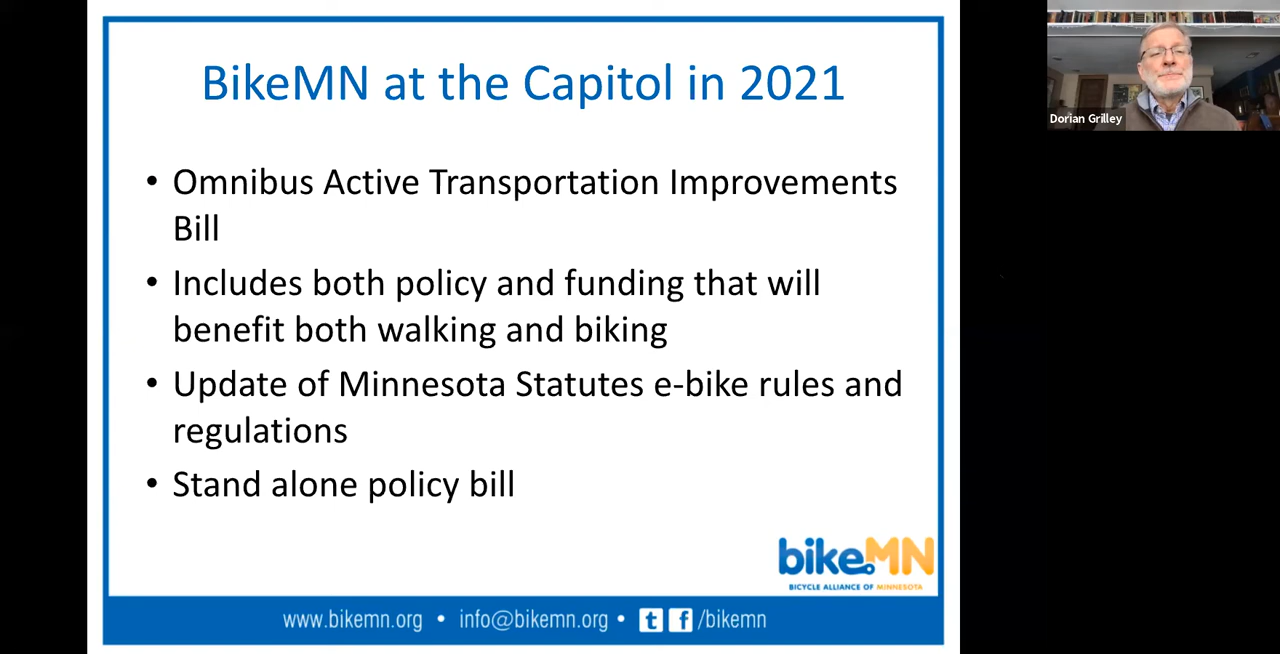 BikeMN at the Capitol in 2021
• Omnibus Active Transportation Improvements
Bill
• Includes both policy and funding that will
benefit both walking and biking
• Update of Minnesota Statutes e-bike rules and
regulations
• Stand alone policy bill
bikeMN
BICYCLE ALLIANCE OF MINNESOTA
www.bikemn.org • info@bikemn.org • t f /bikemn
Dorian Grilley